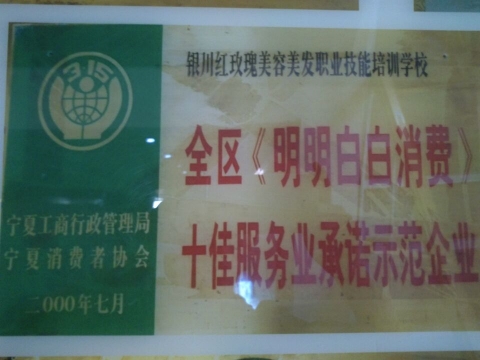 315
宁夏工商行政管理局
宁夏消费者协会
二000年七月
银川红玫瑰美容美发职业技能培训学校
全区《明明白白消费》
十佳服务业承诺示范企业